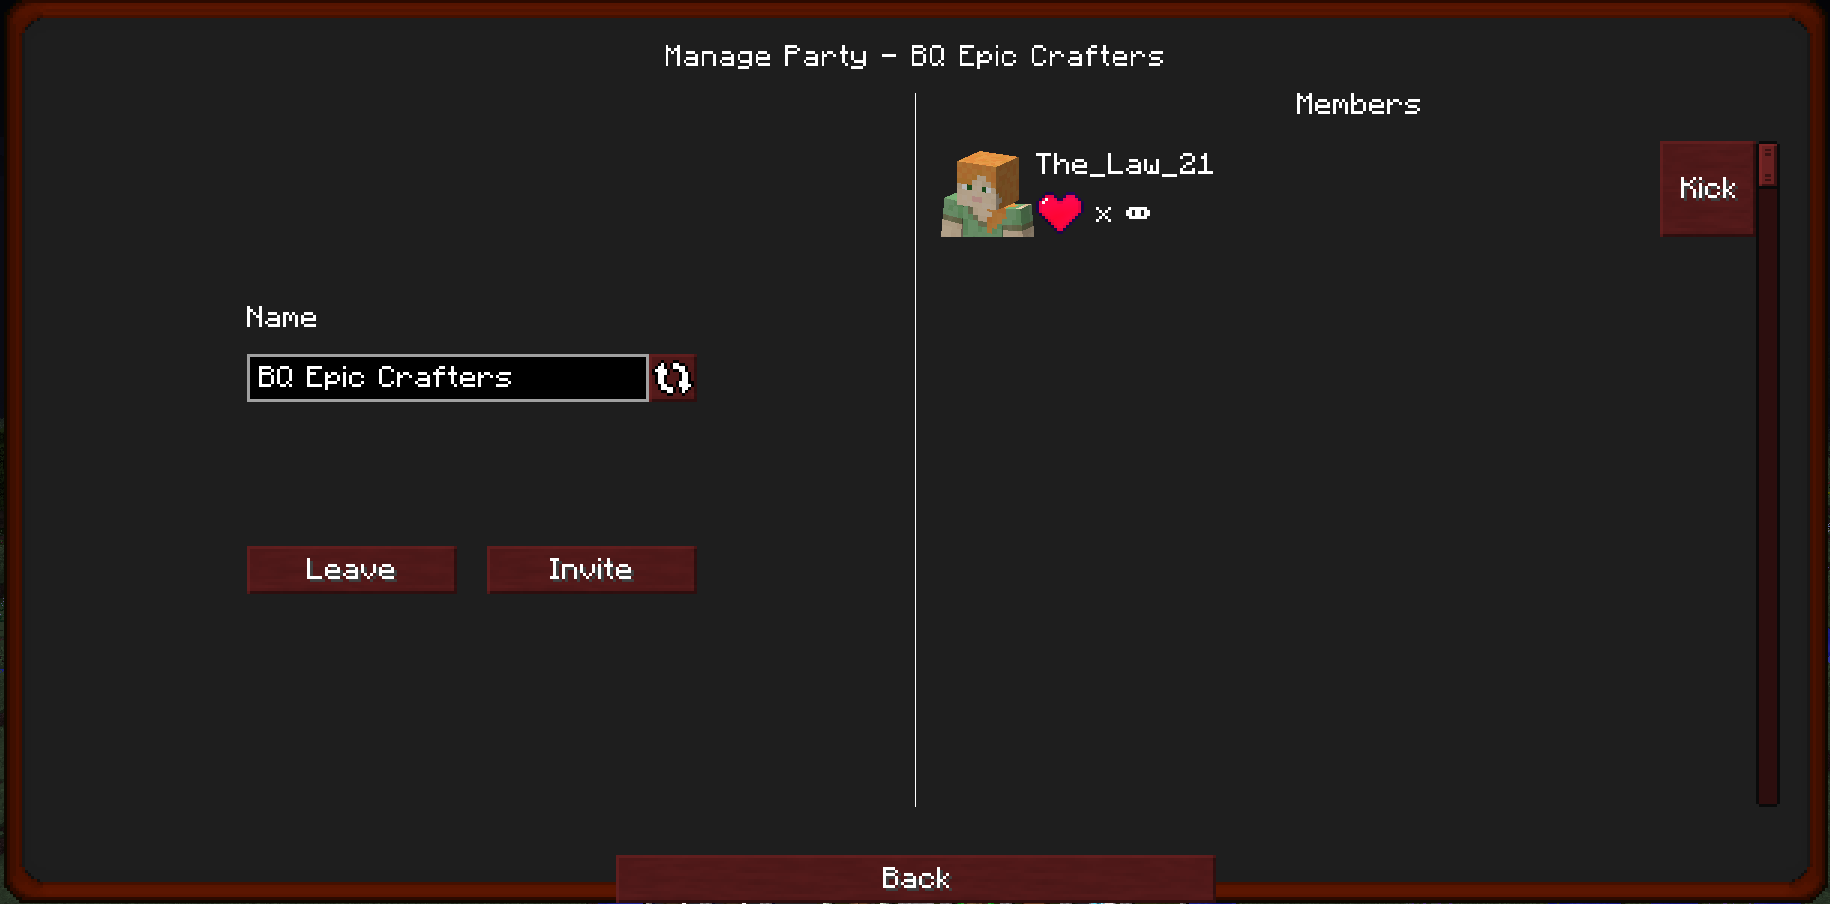 Manage Party - BQ Epic Crafters
Members
The_Law_21
x ∞
Kick
Name
BQ Epic Crafters
Leave
Invite
Back